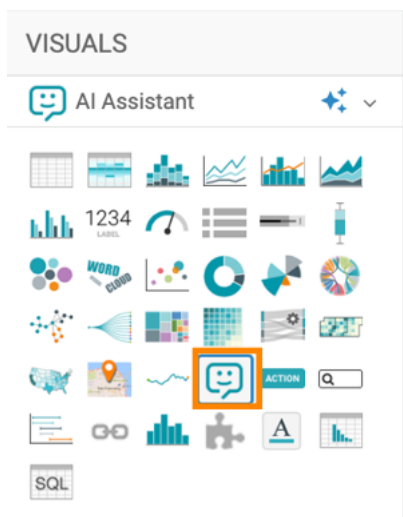 VISUALS
AI Assistant
1234
LABEL
WORD
CLOUD
ACTION
A
SQL